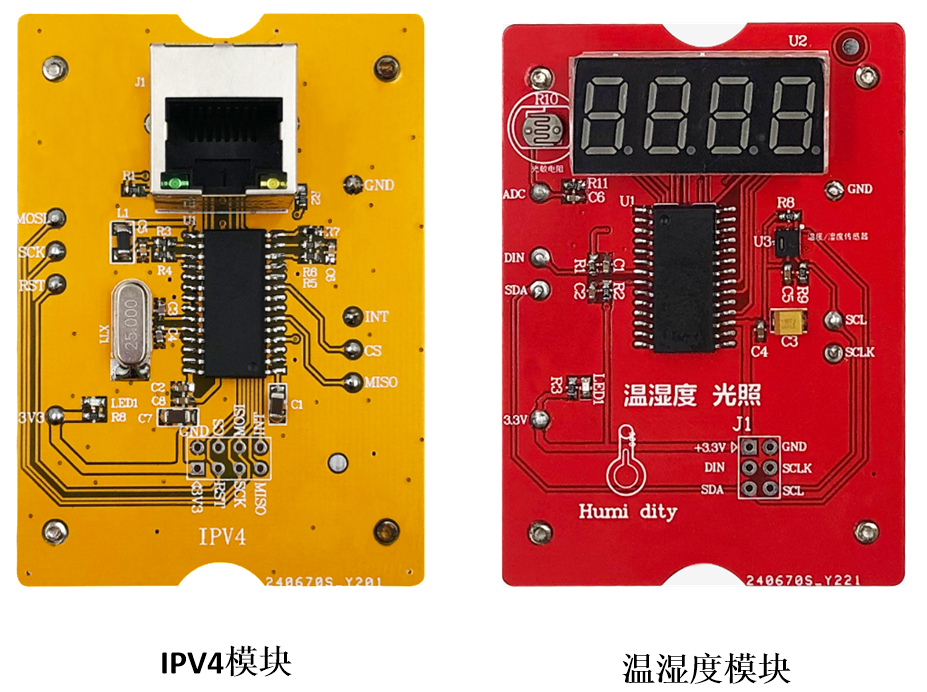 J1
R1
R2
GND
MOSI
SCK
RST
L1
C5
R3
R4
R7
R6
R5
C6
25.000
XT1
C3
C4
INT
CS
MISO
3V3
LED1
R8
C2
C8
C7
C1
GND
CS
MOSI
INT
3V3
RST
SCK
MISO
IPV4
240670S_Y201
IPV4模块
U2
R10
光敏电阻
ADC
R11
C6
U1
GND
R8
U3
温度/湿度传感器
DIN
SDA
R1
C1
C2
R2
C5
R9
SCL
C4
C3
SCLK
R3
LED1
温湿度 光照
3.3V
J1
+3.3V
GND
DIN
SCLK
SDA
SCL
Humi dity
240670S_Y221
温湿度模块